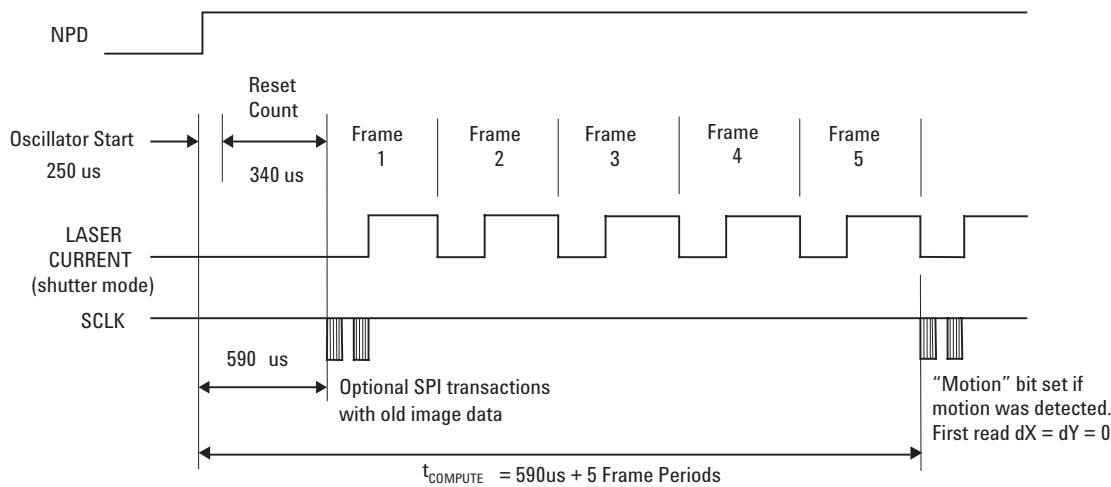 NPD
Reset
Count
Oscillator Start
250 us
340 us
Frame
1
Frame
2
Frame
3
Frame
4
Frame
5
LASER
CURRENT
(shutter mode)
SCLK
590 us
Optional SPI transactions
with old image data
“Motion” bit set if
motion was detected.
First read dX = dY = 0
tCOMPUTE = 590us + 5 Frame Periods